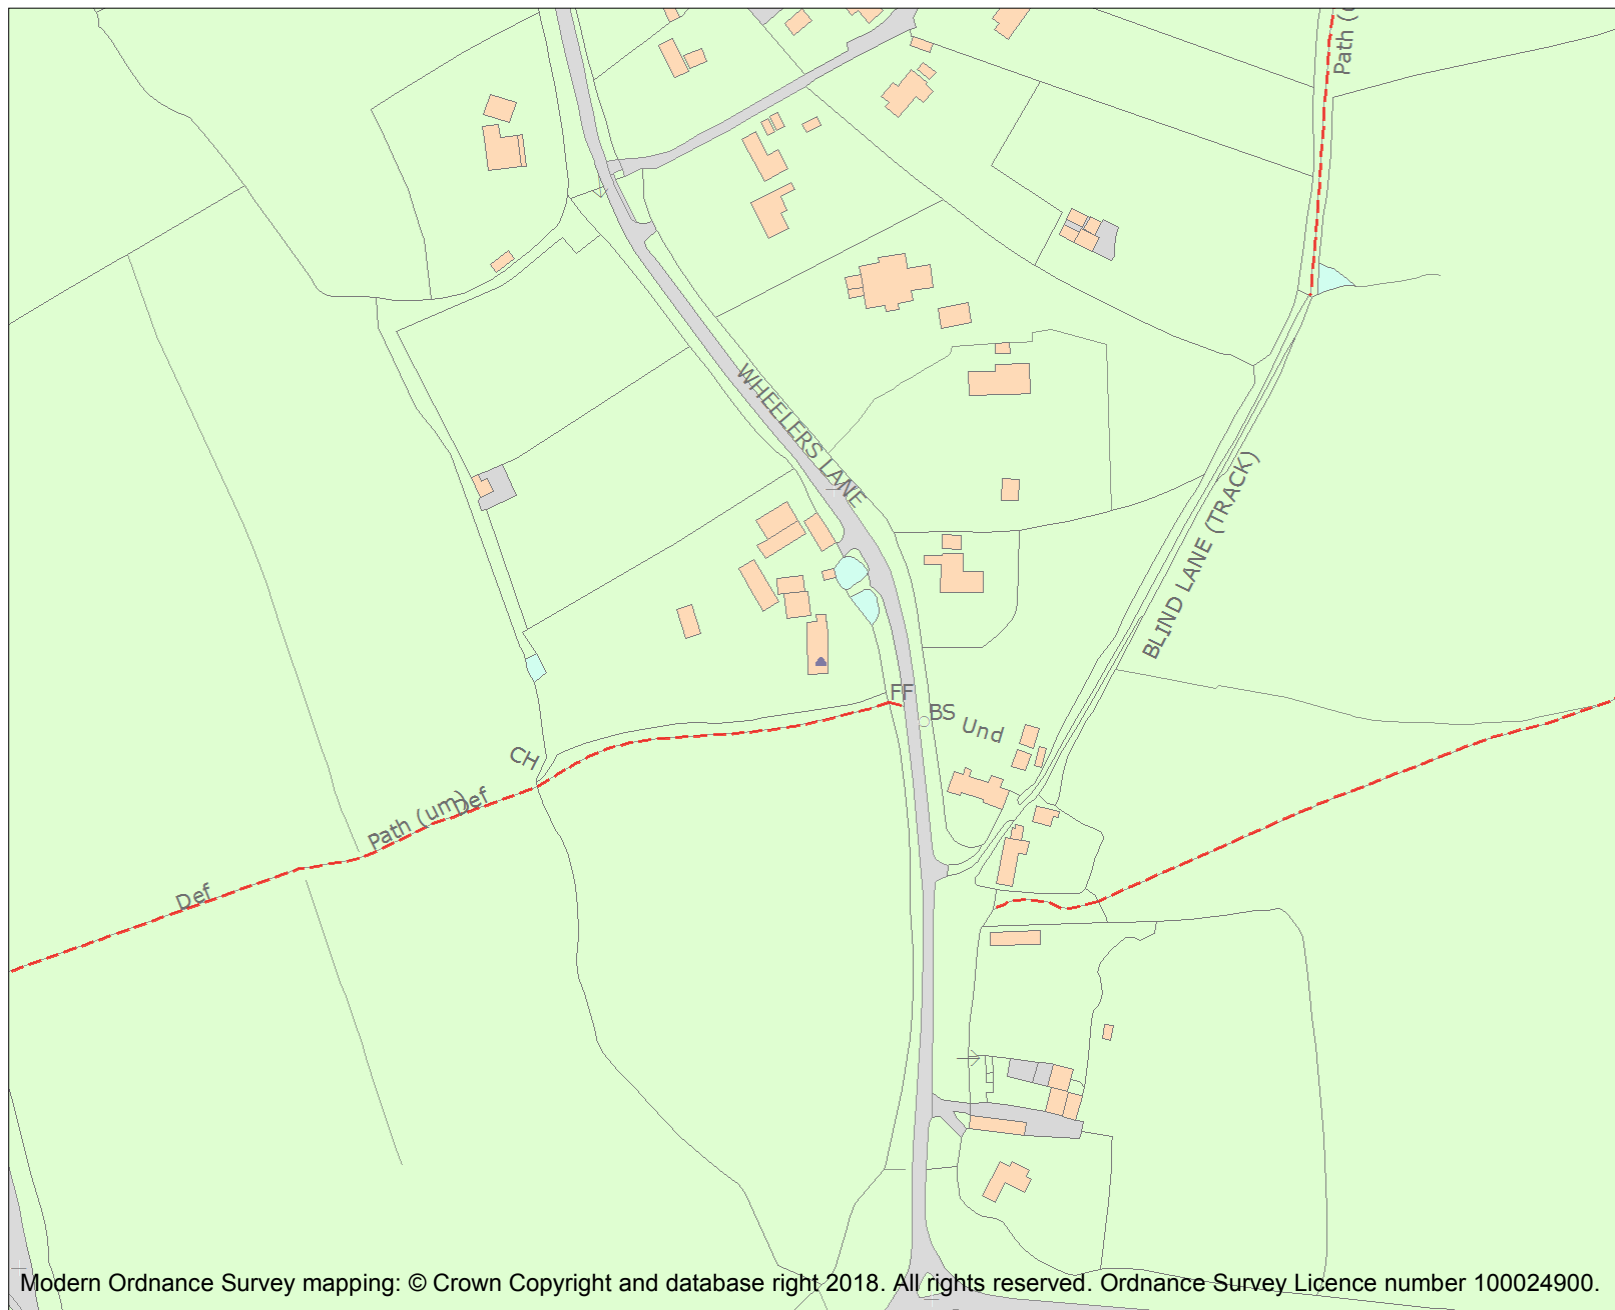 Path (
WHEELERS LANE
BLIND LANE (TRACK)
FF
BS
Und
CH
Path (um)
Def
Def
Modern Ordnance Survey mapping: © Crown Copyright and database right 2018. All rights reserved. Ordnance Survey Licence number 100024900.